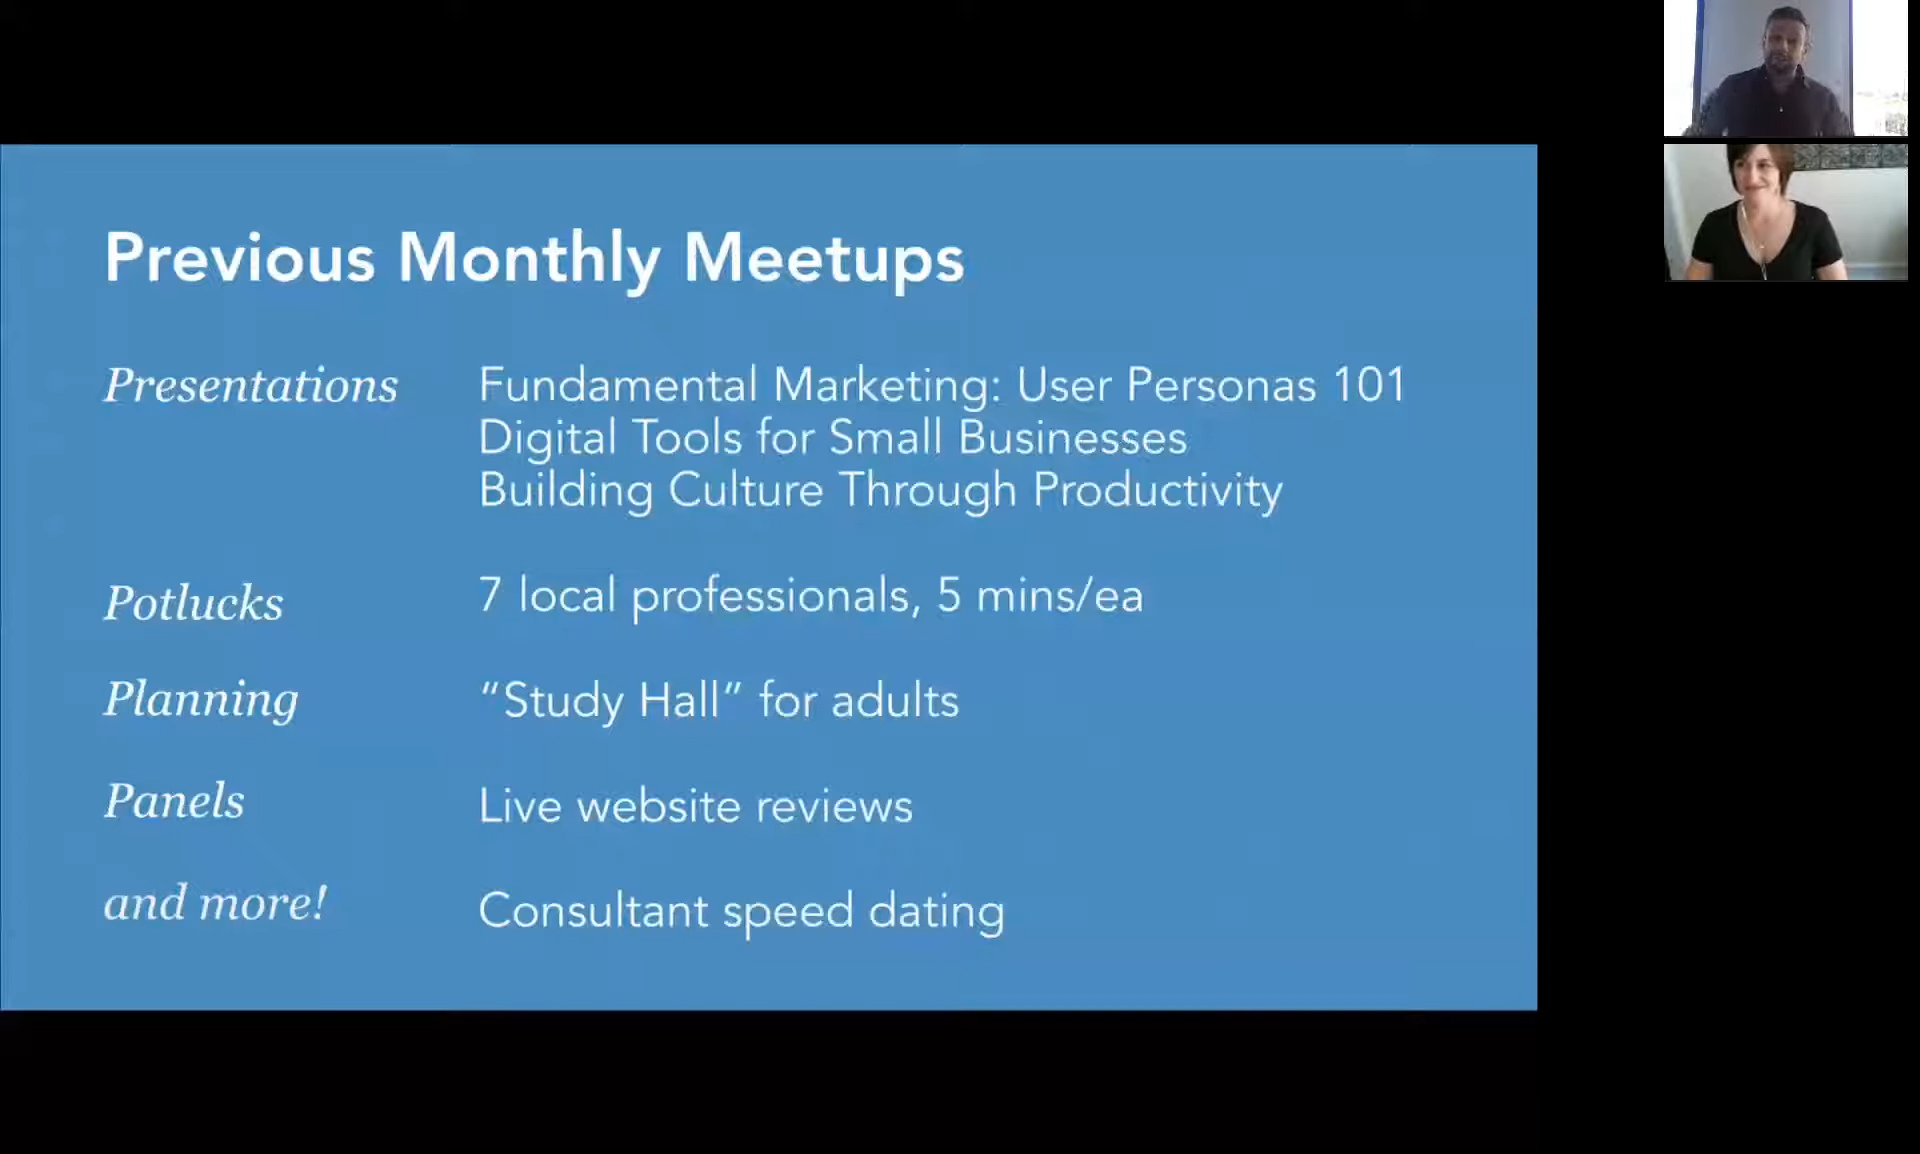 Previous Monthly Meetups
Presentations
Fundamental Marketing: User Personas 101
Digital Tools for Small Businesses
Building Culture Through Productivity
Potlucks
7 local professionals, 5 mins/ea
Planning
“Study Hall” for adults
Panels
Live website reviews
and more!
Consultant speed dating